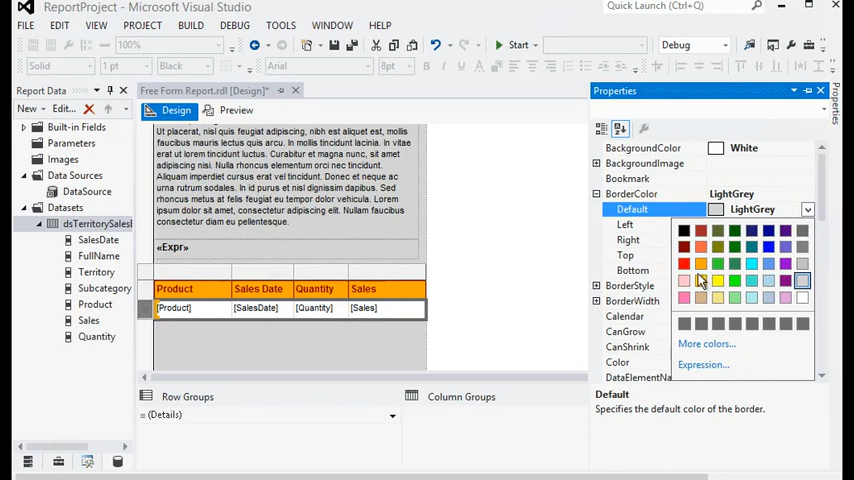 ReportProject - Microsoft Visual Studio
Quick Launch (Ctrl+Q)
FILE EDIT VIEW PROJECT BUILD DEBUG TOOLS WINDOW HELP
100% Start Debug
Solid 1 pt Black Arial 8pt
Report Data
New Edit...
Built-in Fields
Parameters
Images
Data Sources
DataSource
Datasets
dsTerritorySalesB
SalesDate
FullName
Territory
Subcategory
Product
Sales
Quantity
Free Form Report.rdl [Design]*
Design Preview
Ut placerat, nisl quis feugiat adipiscing, nibh est aliquet est, mollis
faucibus mauris lectus quis arcu. In mollis tincidunt lacinia. In vitae
erat ut lorem tincidunt luctus. Curabitur et magna nunc, sit amet
adipiscing nisi. Nulla rhoncus elementum orci nec tincidunt. Aliquam
imperdiet cursus erat vel tincidunt. Donec et nulla ac magna
rutrum sodales. In id purus et nisl dignissim dapibus. Sed
rhoncus metus at felis feugiat eu tempus dolor rutrum. Lorem
ipsum dolor sit amet, consectetur adipiscing elit. Nullam faucibus
consectetur diam eu pellentesque.
«Expr»
Product Sales Date Quantity Sales
[Product] [SalesDate] [Quantity] [Sales]
Row Groups Column Groups
(Details)
Properties
BackgroundColor White
BackgroundImage
Bookmark
BorderColor LightGrey
Default LightGrey
Left
Right
Top
Bottom
BorderStyle
BorderWidth
Calendar
CanGrow
CanShrink
Color
DataElementNa
More colors...
Expression...
Default
Specifies the default color of the border.
Properties